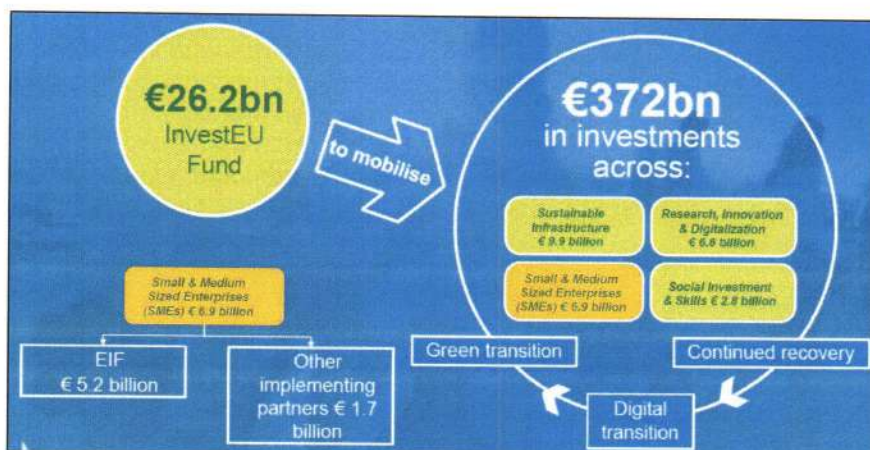 €26.2bn
InvestEU
Fund
to mobilise
€372bn
in investments
across:
Sustainable
Infrastructure
€ 9.9 billion
Research, Innovation
& Digitalization
€ 6.6 billion
Small & Medium
Sized Enterprises
(SMEs) € 6.9 billion
Social Investment
& Skills € 2.8 billion
Green transition
Continued recovery
Digital
transition
Small & Medium
Sized Enterprises
(SMEs) € 6.9 billion
EIF
€ 5.2 billion
Other
implementing
partners € 1.7
billion